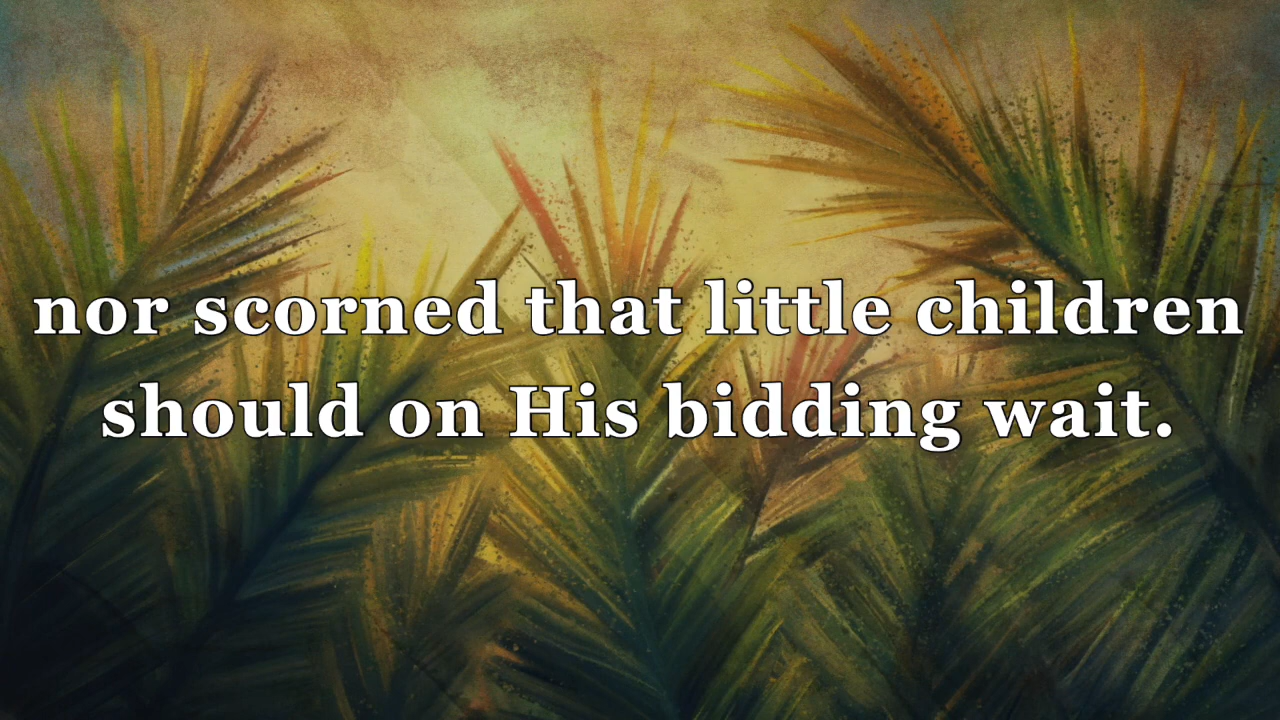 nor scorned that little children
should on His bidding wait.